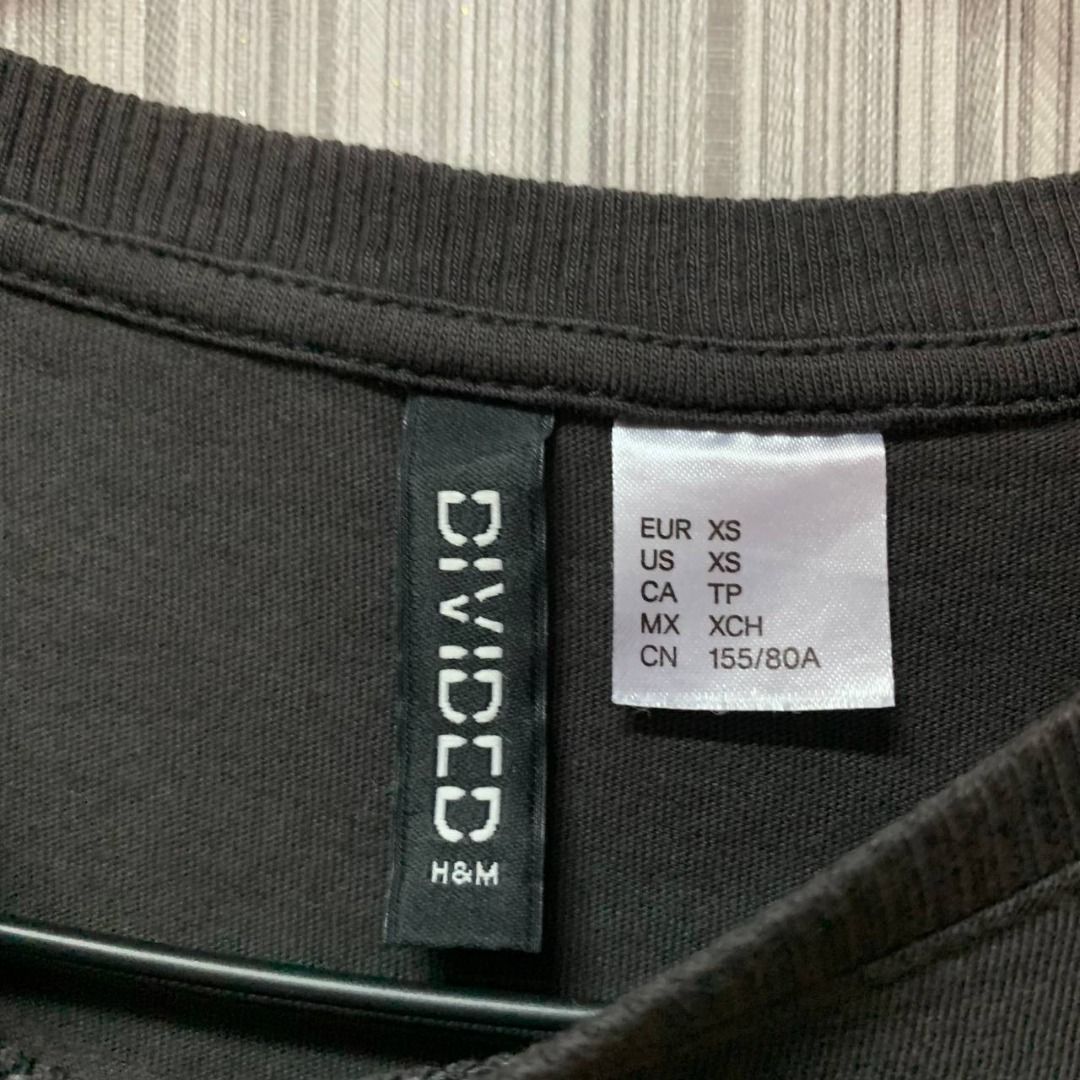 DIVIDED
H&M
EUR XS
US XS
CA TP
MX XCH
CN 155/80A